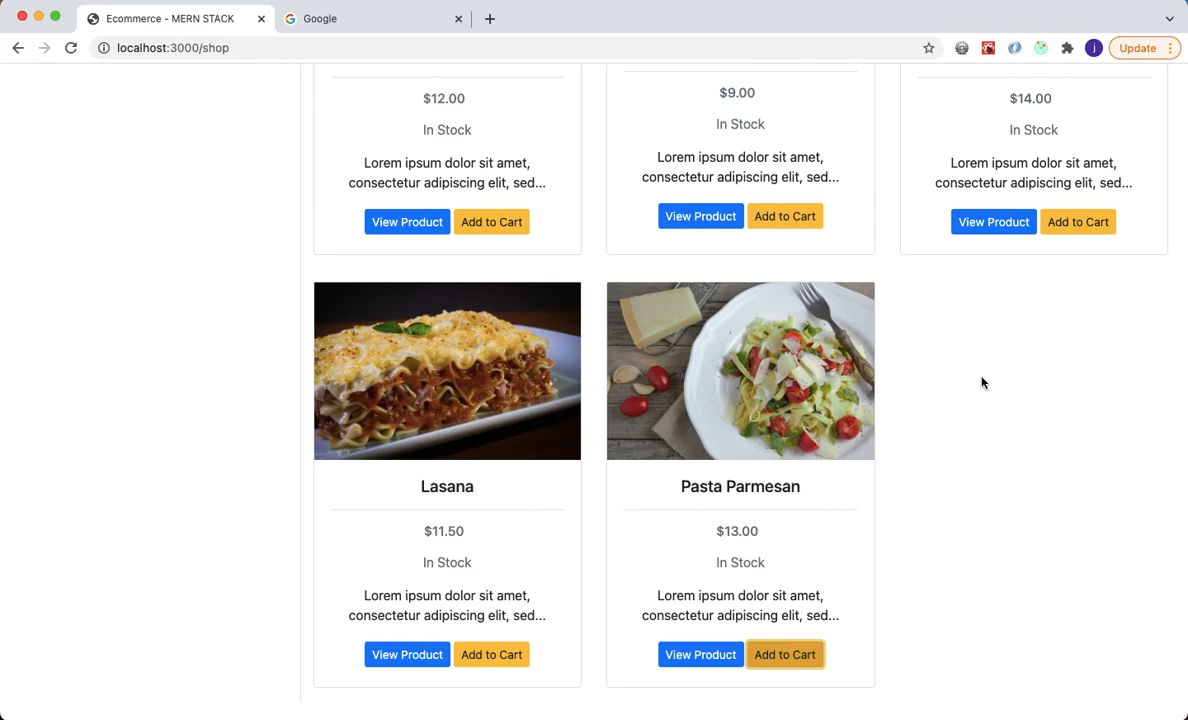 Ecommerce - MERN STACK
Google
localhost:3000/shop
j
Update
$12.00
In Stock
Lorem ipsum dolor sit amet,
consectetur adipiscing elit, sed...
View Product
Add to Cart
$9.00
In Stock
Lorem ipsum dolor sit amet,
consectetur adipiscing elit, sed...
View Product
Add to Cart
$14.00
In Stock
Lorem ipsum dolor sit amet,
consectetur adipiscing elit, sed...
View Product
Add to Cart
Lasana
$11.50
In Stock
Lorem ipsum dolor sit amet,
consectetur adipiscing elit, sed...
View Product
Add to Cart
Pasta Parmesan
$13.00
In Stock
Lorem ipsum dolor sit amet,
consectetur adipiscing elit, sed...
View Product
Add to Cart